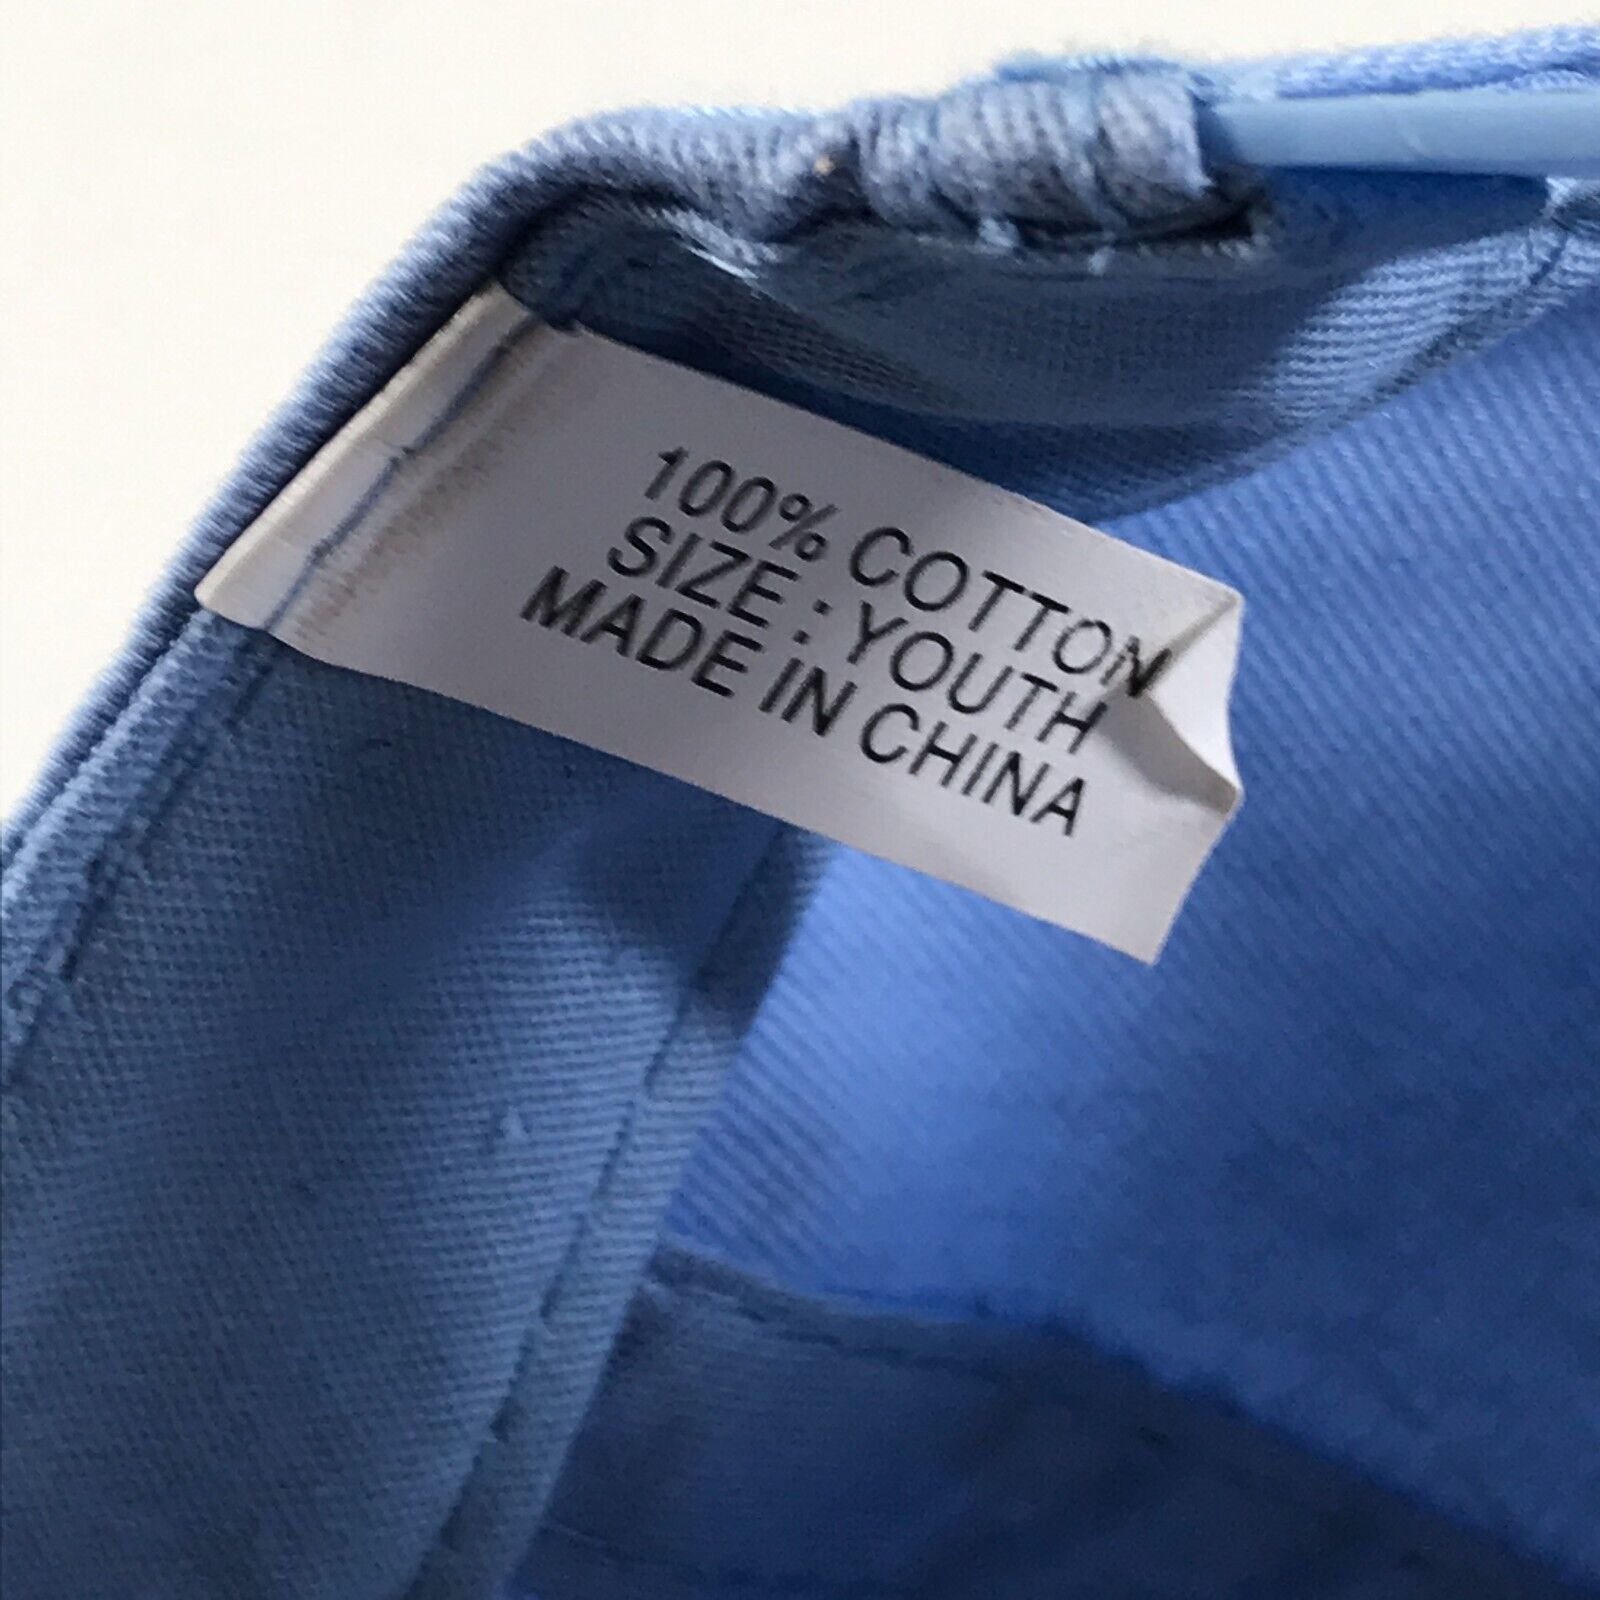 100% COTTON
SIZE : YOUTH
MADE IN CHINA